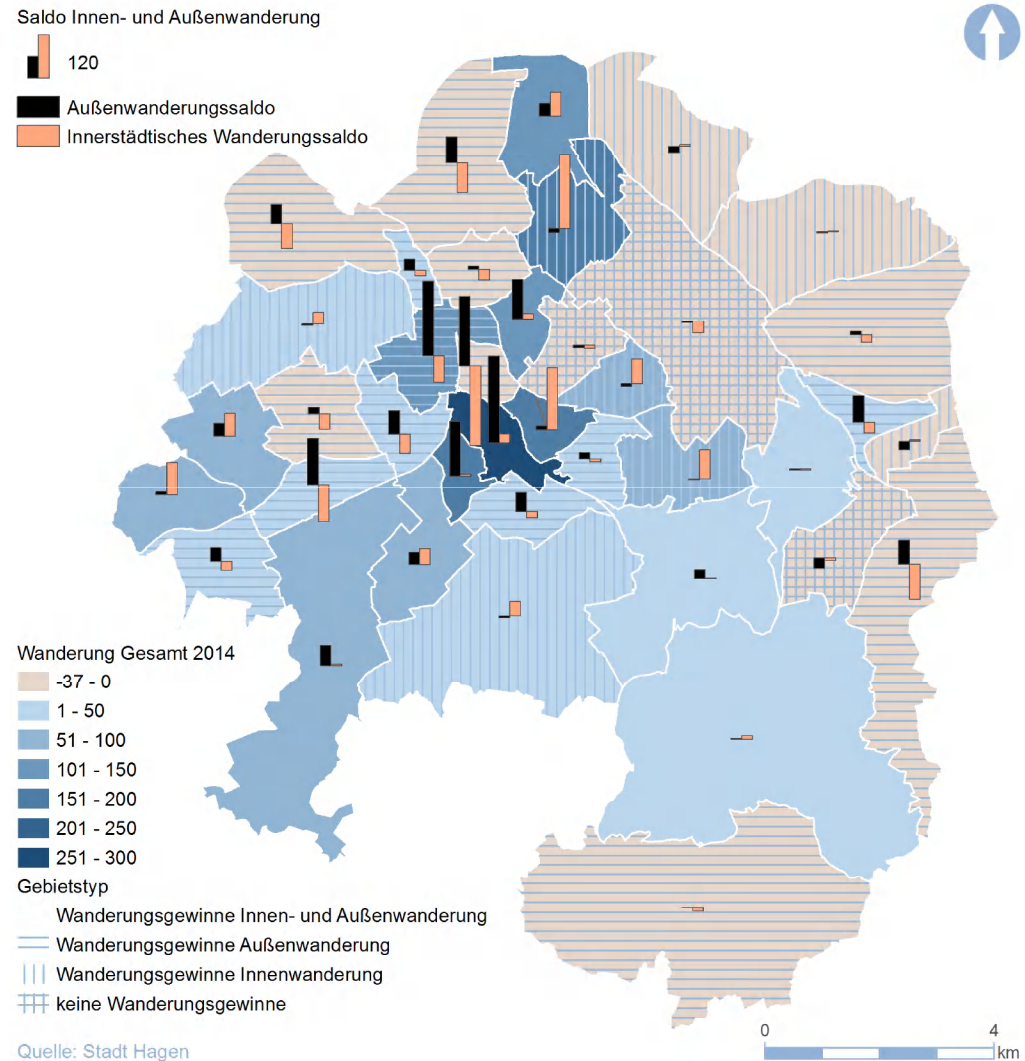 Saldo Innen- und Außenwanderung
120
Außenwanderungssaldo
Innerstädtisches Wanderungssaldo
Wanderung Gesamt 2014
-37 - 0
1 - 50
51 - 100
101 - 150
151 - 200
201 - 250
251 - 300
Gebietstyp
Wanderungsgewinne Innen- und Außenwanderung
Wanderungsgewinne Außenwanderung
Wanderungsgewinne Innenwanderung
keine Wanderungsgewinne
Quelle: Stadt Hagen
0 4
km